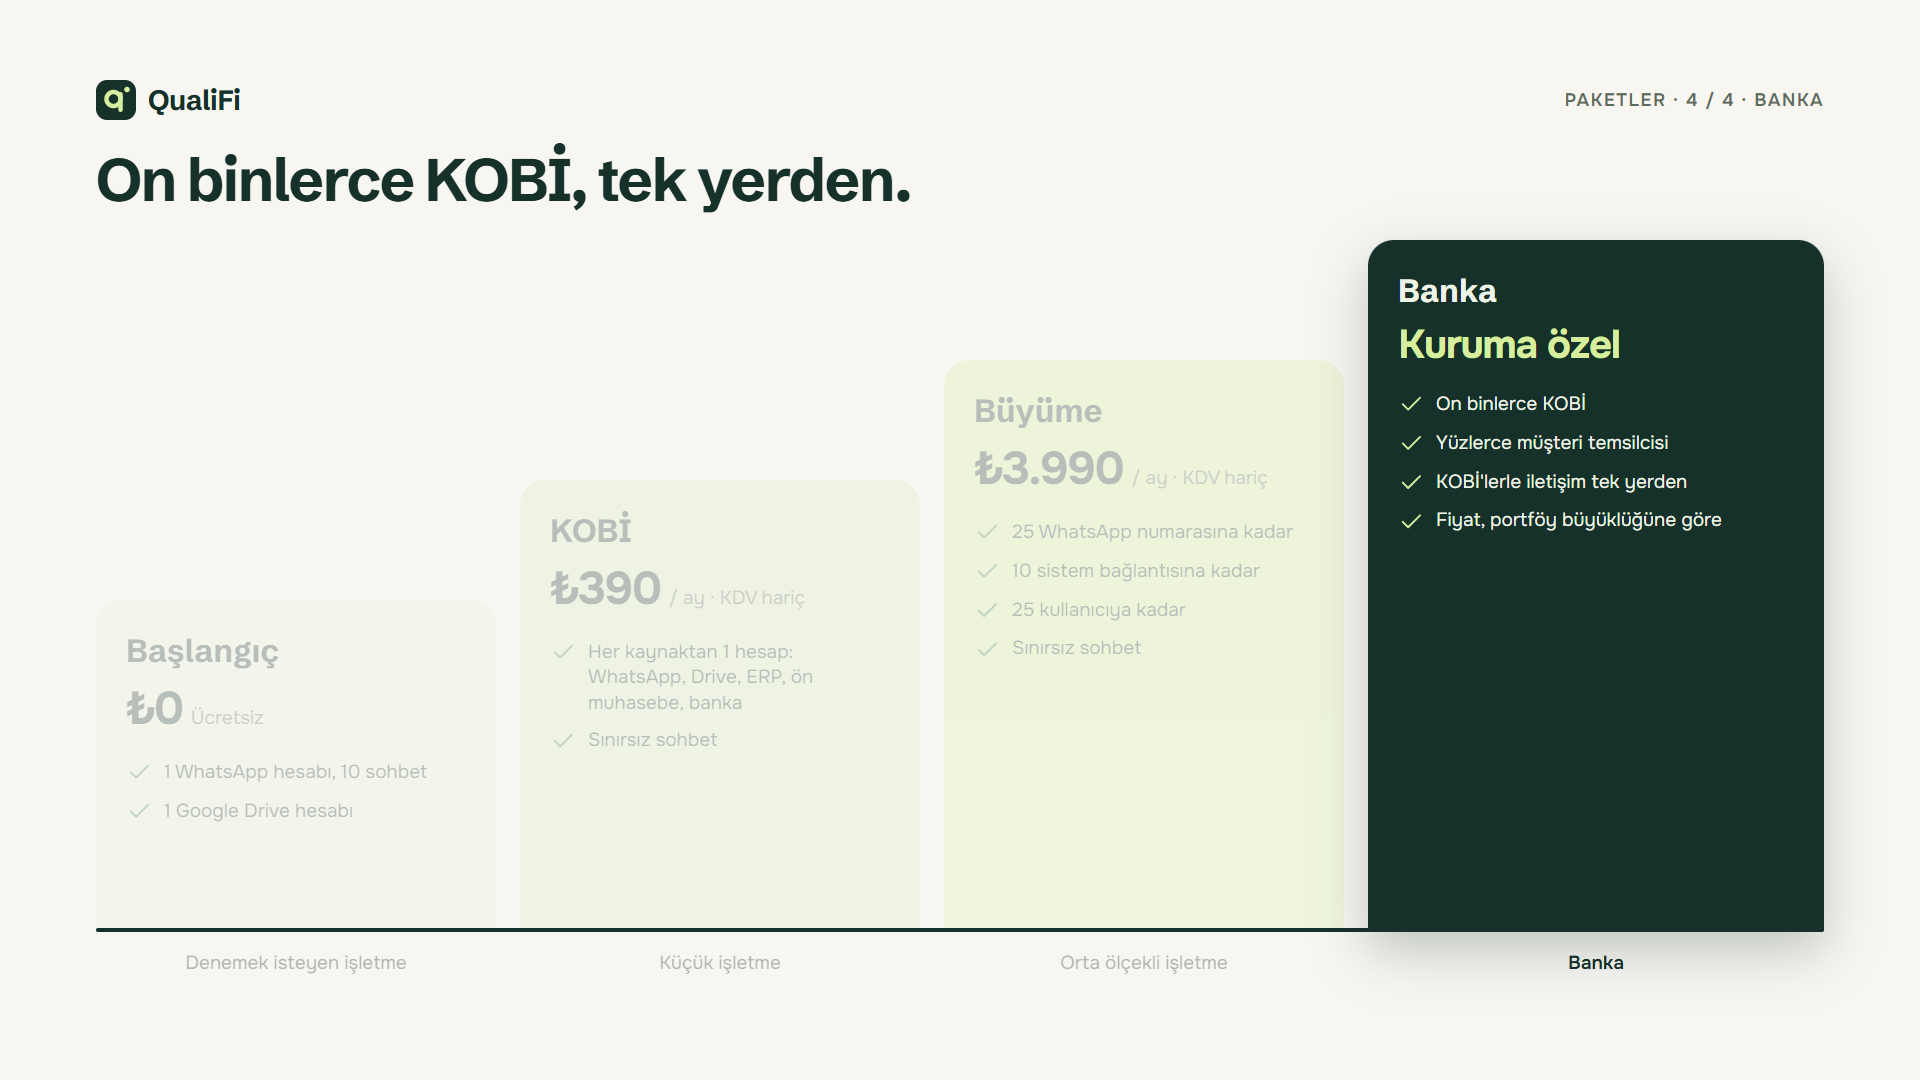 QualiFi
PAKETLER · 4 / 4 · BANKA
On binlerce KOBİ, tek yerden.
Başlangıç
₺0 Ücretsiz
1 WhatsApp hesabı, 10 sohbet
1 Google Drive hesabı
Denemek isteyen işletme
KOBİ
₺390 / ay · KDV hariç
Her kaynaktan 1 hesap:
WhatsApp, Drive, ERP, ön
muhasebe, banka
Sınırsız sohbet
Küçük işletme
Büyüme
₺3.990 / ay · KDV hariç
25 WhatsApp numarasına kadar
10 sistem bağlantısına kadar
25 kullanıcıya kadar
Sınırsız sohbet
Orta ölçekli işletme
Banka
Kuruma özel
On binlerce KOBİ
Yüzlerce müşteri temsilcisi
KOBİ'lerle iletişim tek yerden
Fiyat, portföy büyüklüğüne göre
Banka